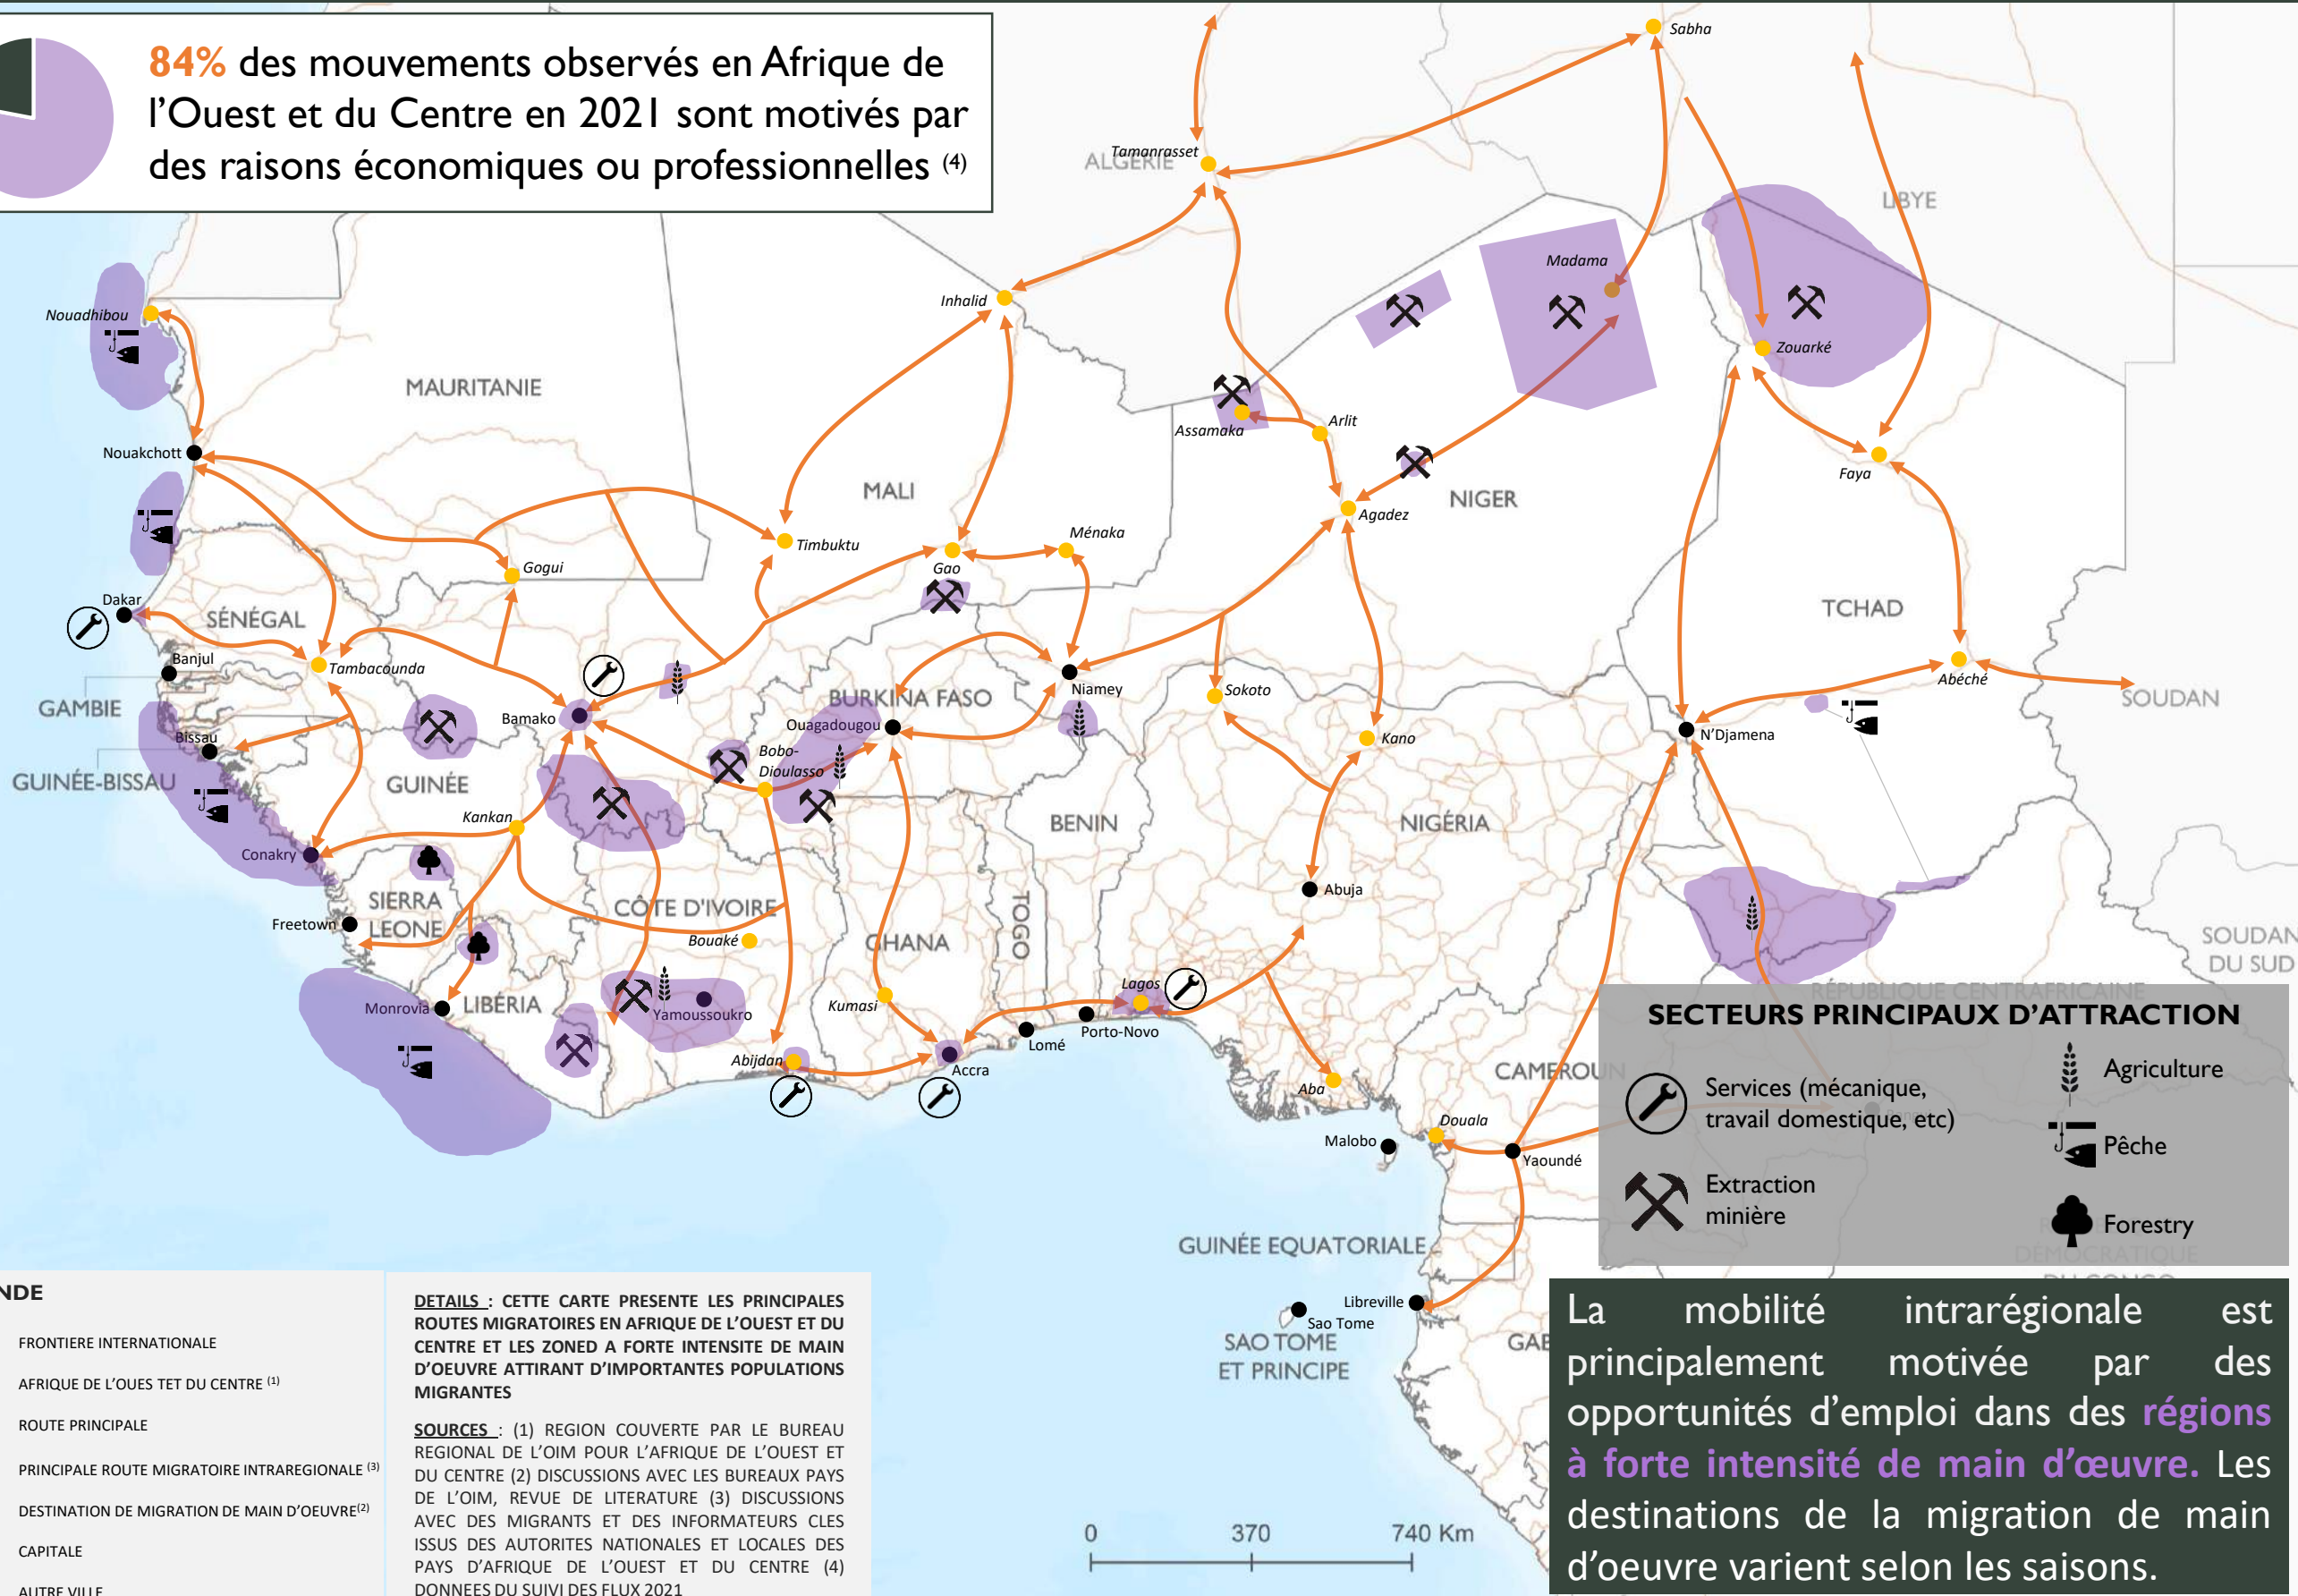 84% des mouvements observés en Afrique de
l'Ouest et du Centre en 2021 sont motivés par
des raisons économiques ou professionnelles (4)
Sabha
Tamanrasset
ALGÉRIE
LIBYE
Madama
Inhalid
Nouadhibou
Zouarké
MAURITANIE
Assamaka
Arlit
Nouakchott
Faya
MALI
NIGER
Agadez
Timbuktu
Ménaka
Gogui
Gao
Dakar
SÉNÉGAL
TCHAD
Banjul
Tambacounda
Abéché
SOUDAN
GAMBIE
BURKINA FASO
Niamey
Sokoto
Bamako
Ouagadougou
Bissau
N'Djamena
Kano
Bobo-
Dioulasso
GUINÉE-BISSAU
GUINÉE
Kankan
BENIN
NIGÉRIA
Conakry
Abuja
SIERRA
LEONE
CÔTE D'IVOIRE
TOGO
Freetown
Bouaké
GHANA
SOUDAN
DU SUD
Lagos
RÉPUBLIQUE CENTRAFRICAINE
Monrovia
LIBÉRIA
Yamoussoukro
Kumasi
Porto-Novo
Lomé
Abijdan
Accra
CAMEROUN
Aba
Douala
Malobo
Yaoundé
SECTEURS PRINCIPAUX D'ATTRACTION
Services (mécanique,
travail domestique, etc)
Agriculture
Pêche
Extraction
minière
Forestry
DÉMOCRATIQUE
DU CONGO
GUINÉE EQUATORIALE
Libreville
Sao Tome
SAO TOME
ET PRINCIPE
GAB
NDE
FRONTIERE INTERNATIONALE
AFRIQUE DE L'OUES TET DU CENTRE (1)
ROUTE PRINCIPALE
PRINCIPALE ROUTE MIGRATOIRE INTRAREGIONALE (3)
DESTINATION DE MIGRATION DE MAIN D'OEUVRE(2)
CAPITALE
AUTRE VILLE
DETAILS : CETTE CARTE PRESENTE LES PRINCIPALES
ROUTES MIGRATOIRES EN AFRIQUE DE L'OUEST ET DU
CENTRE ET LES ZONED A FORTE INTENSITE DE MAIN
D'OEUVRE ATTIRANT D'IMPORTANTES POPULATIONS
MIGRANTES
SOURCES : (1) REGION COUVERTE PAR LE BUREAU
REGIONAL DE L'OIM POUR L'AFRIQUE DE L'OUEST ET
DU CENTRE (2) DISCUSSIONS AVEC LES BUREAUX PAYS
DE L'OIM, REVUE DE LITERATURE (3) DISCUSSIONS
AVEC DES MIGRANTS ET DES INFORMATEURS CLES
ISSUS DES AUTORITES NATIONALES ET LOCALES DES
PAYS D'AFRIQUE DE L'OUEST ET DU CENTRE (4)
DONNEES DU SUIVI DES FLUX 2021
0 370 740 Km
La mobilité intrarégionale est
principalement motivée par des
opportunités d'emploi dans des régions
à forte intensité de main d'œuvre. Les
destinations de la migration de main
d'oeuvre varient selon les saisons.